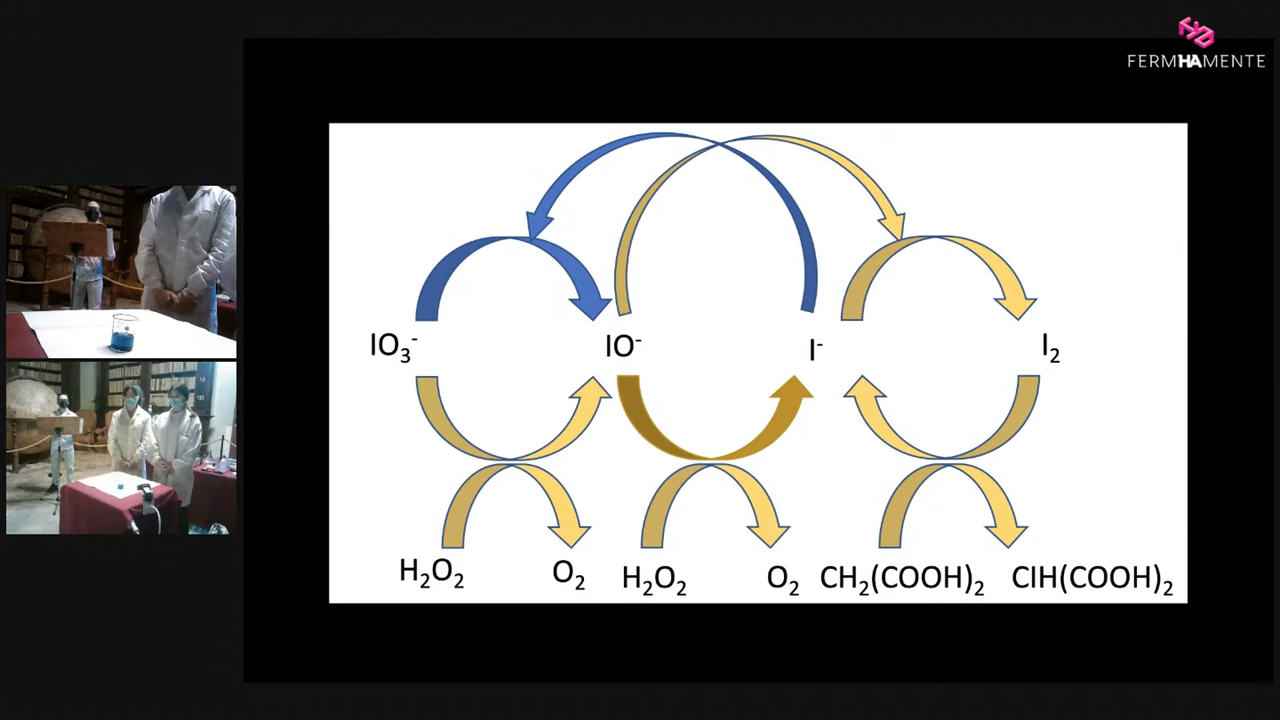 FERMHAMENTE
IO₃⁻ IO⁻ I⁻ I₂
H₂O₂ O₂ H₂O₂ O₂ CH₂(COOH)₂ CIH(COOH)₂